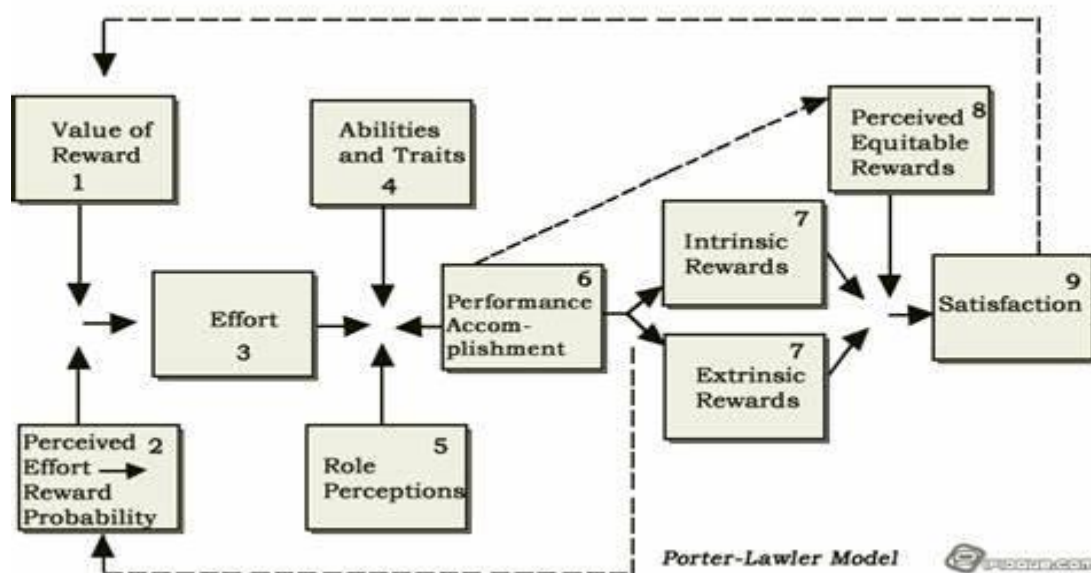 Value of
Reward
1
Abilities
and Traits
4
Perceived 8
Equitable
Rewards
7
Intrinsic
Rewards
Effort
3
6
Performance
Accom-
plishment
9
Satisfaction
7
Extrinsic
Rewards
Perceived 2
Effort
Reward
Probability
5
Role
Perceptions
Porter-Lawler Model